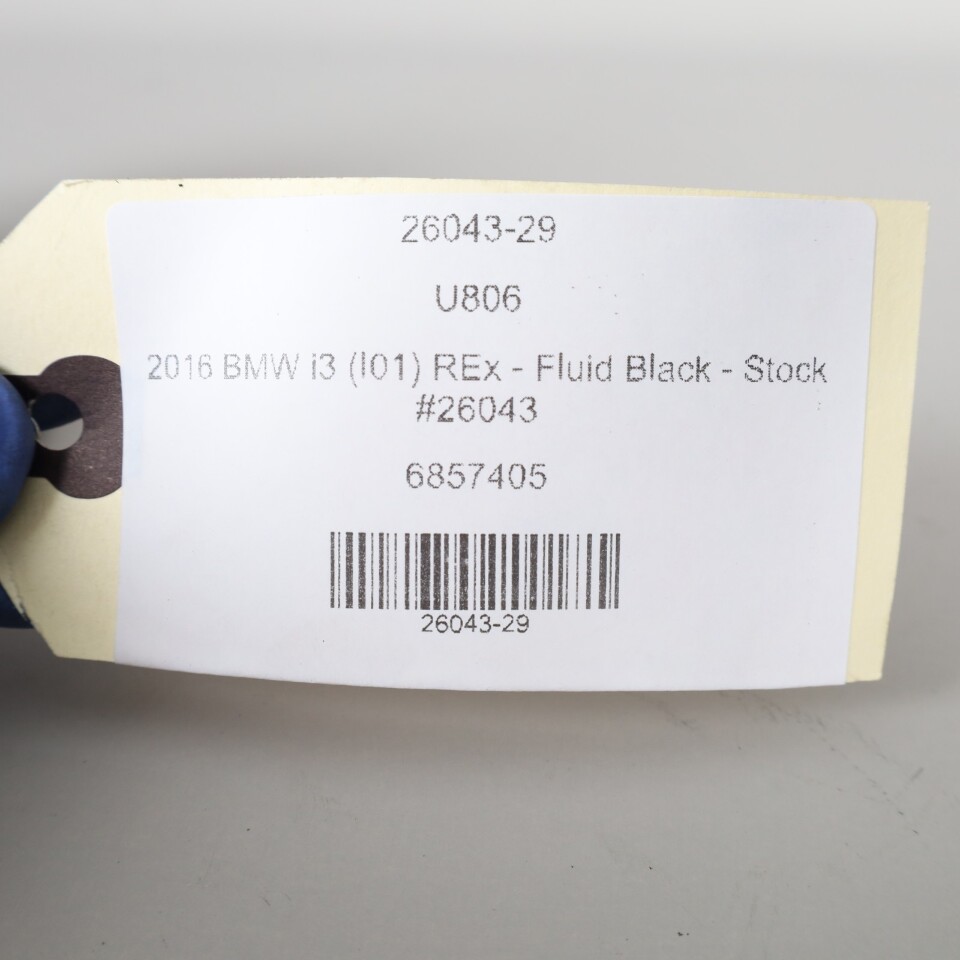 26043-29
U806
2016 BMW i3 (I01) REx - Fluid Black - Stock
#26043
6857405
26043-29